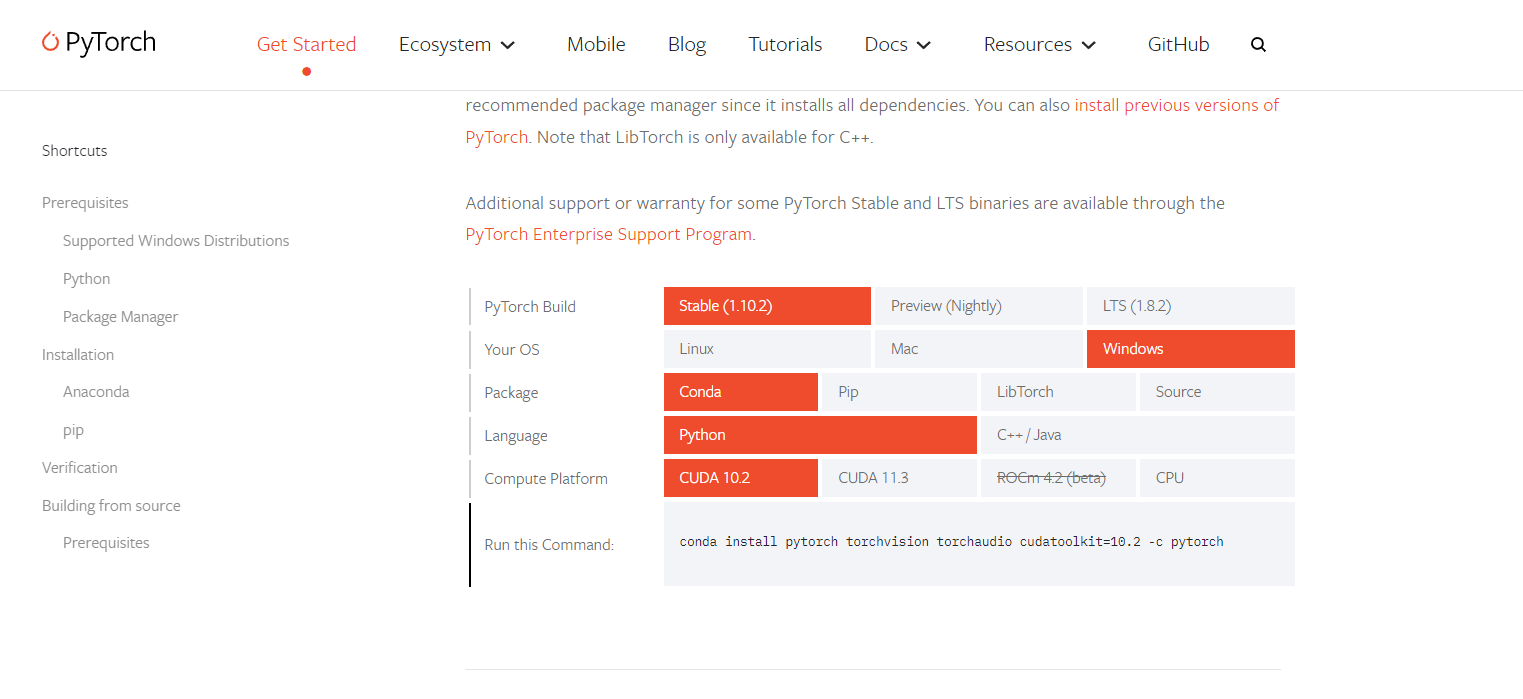 PyTorch
Get Started Ecosystem Mobile Blog Tutorials Docs Resources GitHub
Shortcuts
Prerequisites
Supported Windows Distributions
Python
Package Manager
Installation
Anaconda
pip
Verification
Building from source
Prerequisites
recommended package manager since it installs all dependencies. You can also install previous versions of
PyTorch. Note that LibTorch is only available for C++.
Additional support or warranty for some PyTorch Stable and LTS binaries are available through the
PyTorch Enterprise Support Program.
PyTorch Build Stable (1.10.2) Preview (Nightly) LTS (1.8.2)
Your OS Linux Mac Windows
Package Conda Pip LibTorch Source
Language Python C++ / Java
Compute Platform CUDA 10.2 CUDA 11.3 ROCm 4.2 (beta) CPU
Run this Command: conda install pytorch torchvision torchaudio cudatoolkit=10.2 -c pytorch